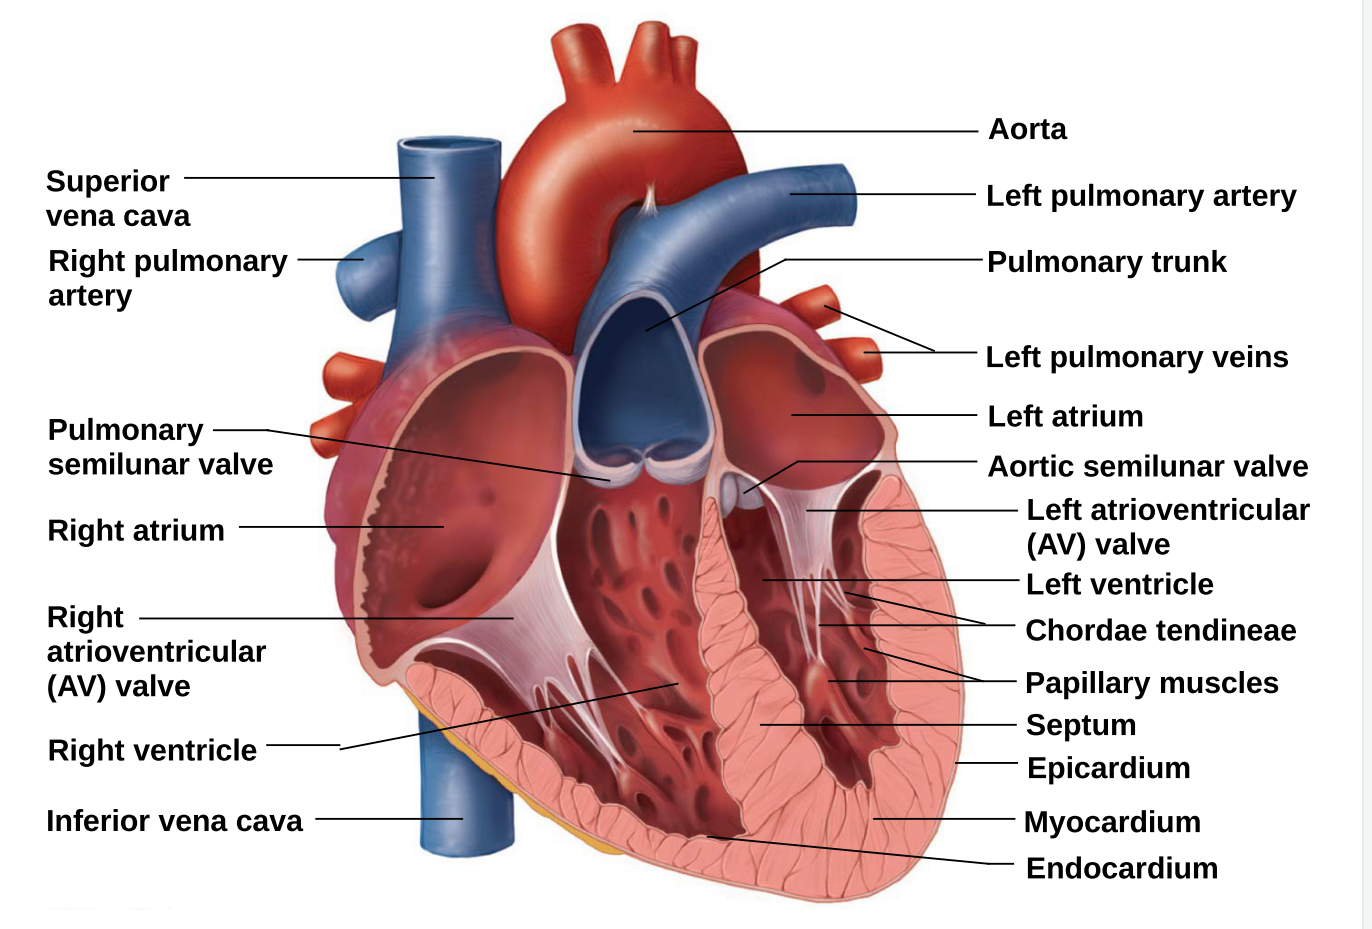 Superior
vena cava
Right pulmonary
artery
Pulmonary
semilunar valve
Right atrium
Right
atrioventricular
(AV) valve
Right ventricle
Inferior vena cava
Aorta
Left pulmonary artery
Pulmonary trunk
Left pulmonary veins
Left atrium
Aortic semilunar valve
Left atrioventricular
(AV) valve
Left ventricle
Chordae tendineae
Papillary muscles
Septum
Epicardium
Myocardium
Endocardium